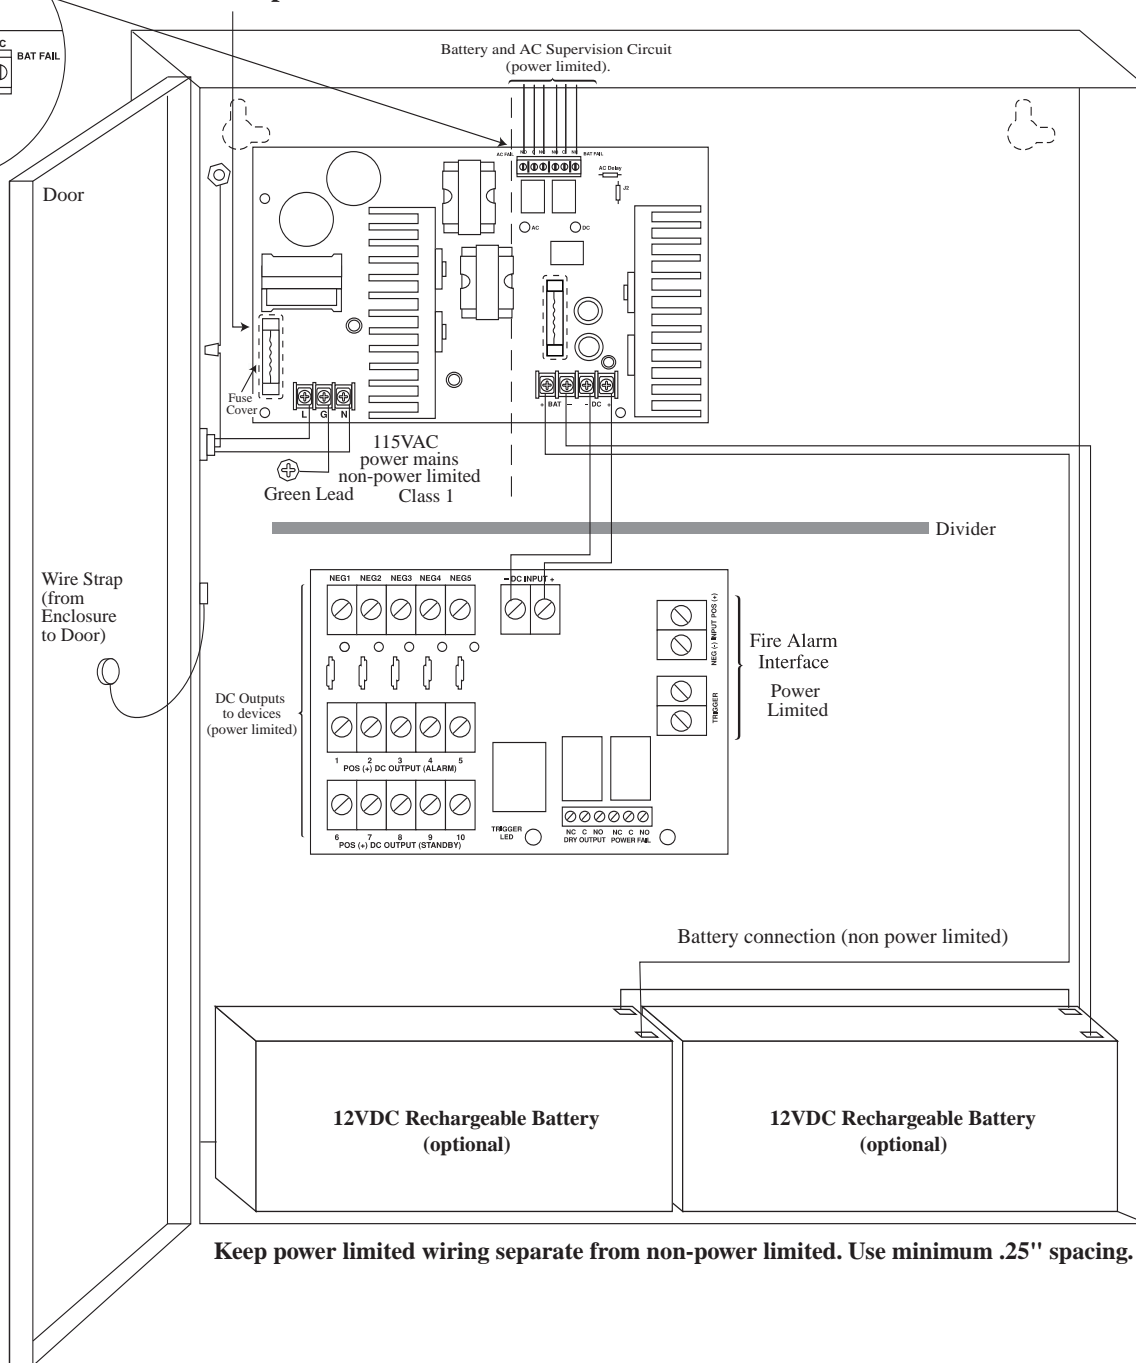 C
BAT FAIL
Battery and AC Supervision Circuit
(power limited).
Door
AC FAIL
BAT FAIL
AC Delay
J2
AC
DC
Fuse
Cover
L G N
+ BAT – – DC +
115VAC
power mains
non-power limited
Class 1
Green Lead
Divider
Wire Strap
(from
Enclosure
to Door)
NEG1 NEG2 NEG3 NEG4 NEG5
– DC INPUT +
NEG (-) INPUT POS (+)
TRIGGER
Fire Alarm
Interface
Power
Limited
DC Outputs
to devices
(power limited)
1 2 3 4 5
POS (+) DC OUTPUT (ALARM)
6 7 8 9 10
POS (+) DC OUTPUT (STANDBY)
TRIGGER
LED
NC C NO NC C NO
DRY OUTPUT POWER FAIL
Battery connection (non power limited)
12VDC Rechargeable Battery
(optional)
12VDC Rechargeable Battery
(optional)
Keep power limited wiring separate from non-power limited. Use minimum .25" spacing.